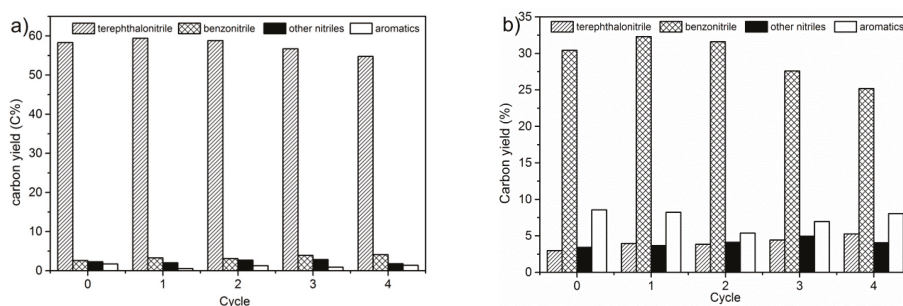 a)
terephthalonitrile benzonitrile other nitriles aromatics
60
50
40
30
20
10
0
carbon yield (C%)
0 1 2 3 4
Cycle
b)
35
terephthalonitrile benzonitrile other nitriles aromatics
30
25
20
15
10
5
0
Carbon yield (%)
0 1 2 3 4
Cycle